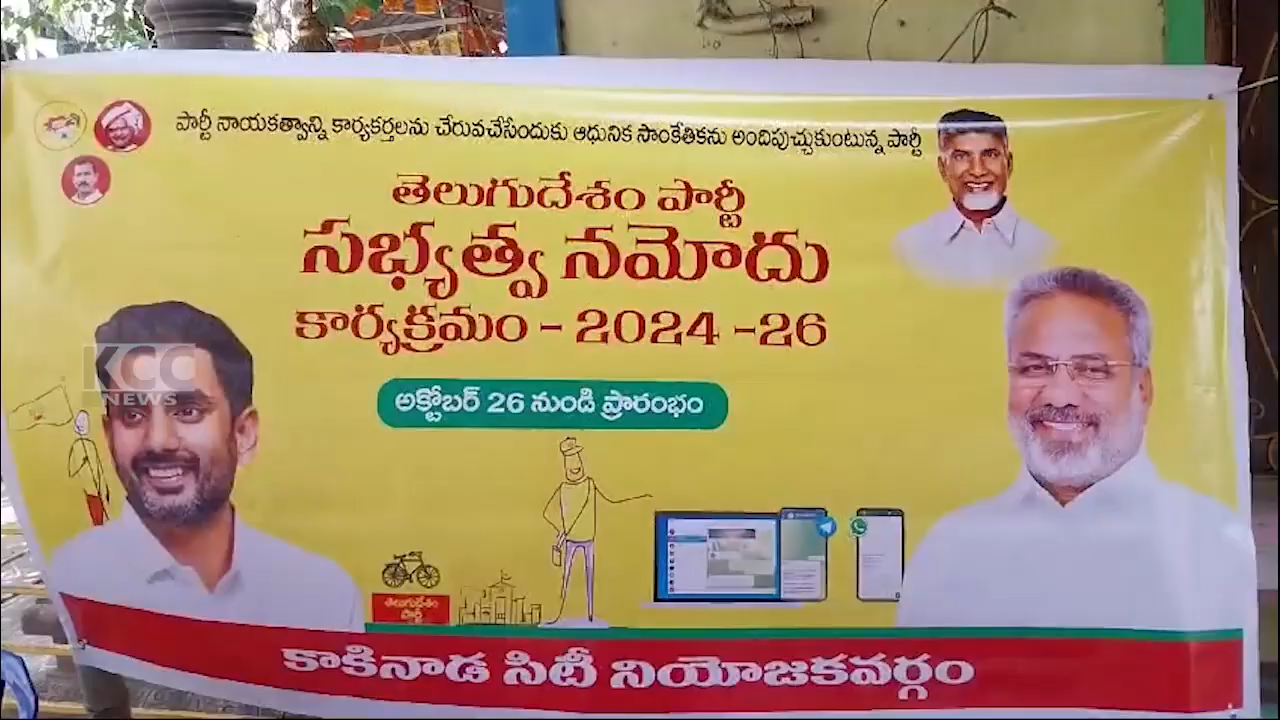 పార్టీ నాయకత్వాన్ని కార్యకర్తలను చేరువచేసేందుకు ఆధునిక సాంకేతికను అందిపుచ్చుకుంటున్న పార్టీ
తెలుగుదేశం పార్టీ
సభ్యత్వ నమోదు
కార్యక్రమం - 2024 -26
అక్టోబర్ 26 నుండి ప్రారంభం
KCC
NEWS
తెలుగుదేశం
పార్టీ
కాకినాడ సిటీ నియోజకవర్గం